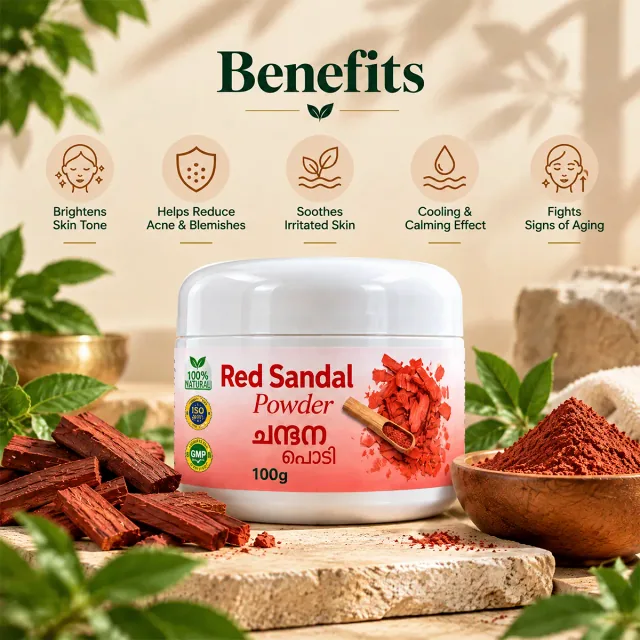 Benefits
Brightens
Skin Tone
Helps Reduce
Acne & Blemishes
Soothes
Irritated Skin
Cooling &
Calming Effect
Fights
Signs of Aging
100%
NATURAL
ISO
GMP
Red Sandal
Powder
ചന്ദന
പൊടി
100g